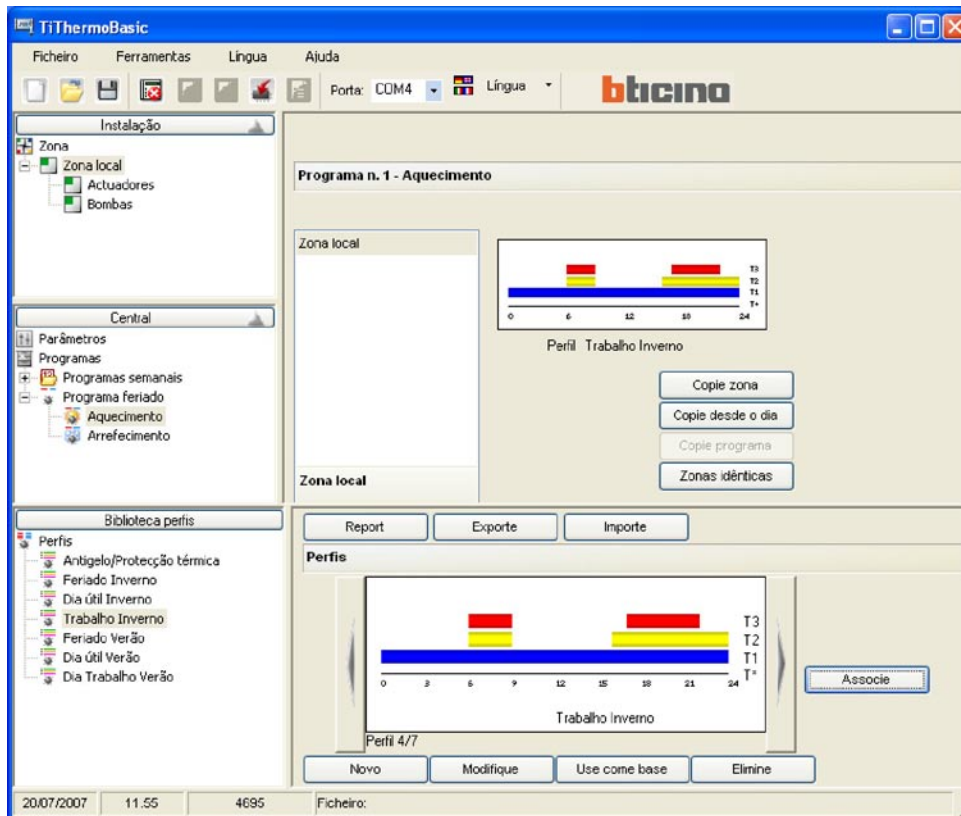 TiThermoBasic
Ficheiro Ferramentas Língua Ajuda
Porta: COM4 Língua bticino
Instalação
Zona
Zona local
Actuadores
Bombas
Central
Parâmetros
Programas
Programas semanais
Programa feriado
Aquecimento
Arrefecimento
Biblioteca perfis
Perfis
Antigelo/Protecção térmica
Feriado Inverno
Dia útil Inverno
Trabalho Inverno
Feriado Verão
Dia útil Verão
Dia Trabalho Verão
Programa n. 1 - Aquecimento
Zona local
Zona local
T3
T2
T1
T*
0 6 12 18 24
Perfil Trabalho Inverno
Copie zona
Copie desde o dia
Copie programa
Zonas idênticas
Report Exporte Importe
Perfis
T3
T2
T1
T*
0 3 6 9 12 15 18 21 24
Trabalho Inverno
Perfil 4/7
Associe
Novo Modifique Use come base Elimine
20/07/2007 11.55 4695 Ficheiro: